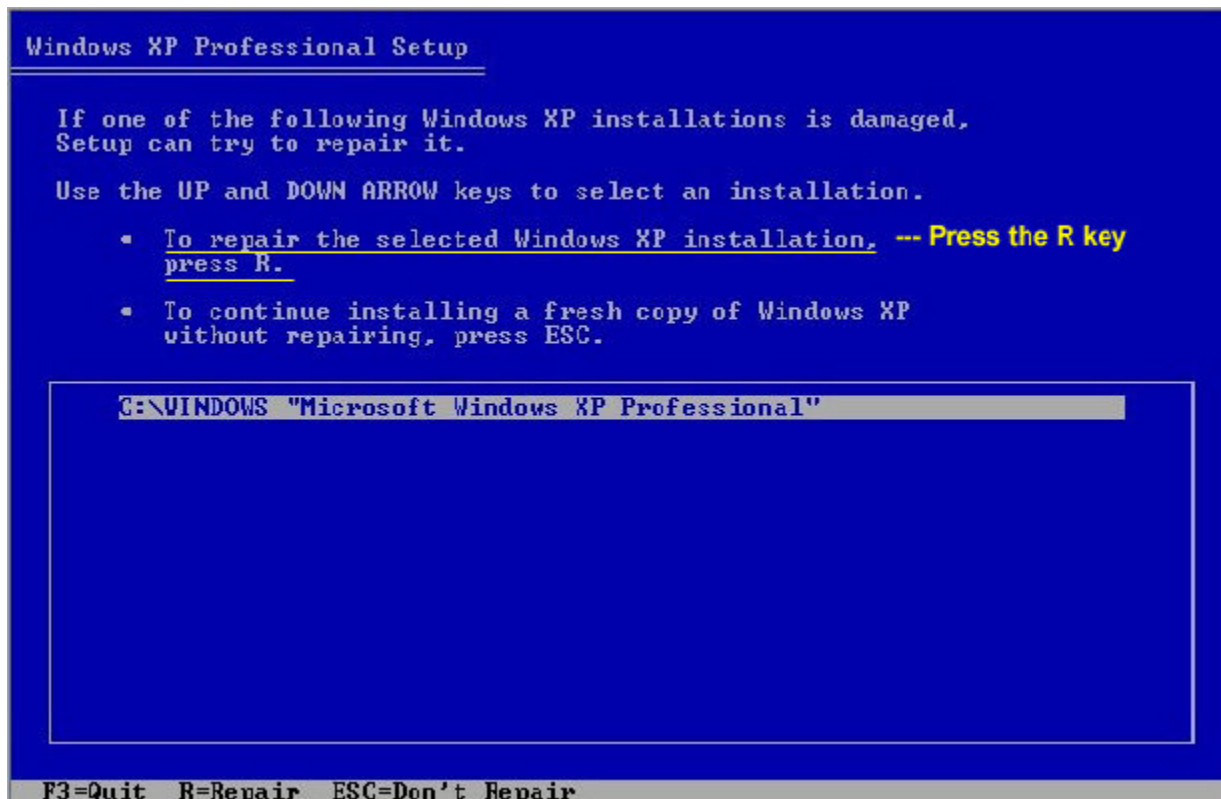 Windows XP Professional Setup
If one of the following Windows XP installations is damaged,
Setup can try to repair it.
Use the UP and DOWN ARROW keys to select an installation.
• To repair the selected Windows XP installation, --- Press the R key
press R.
• To continue installing a fresh copy of Windows XP
without repairing, press ESC.
C:\WINDOWS "Microsoft Windows XP Professional"
F3=Quit R=Repair ESC=Don't Repair